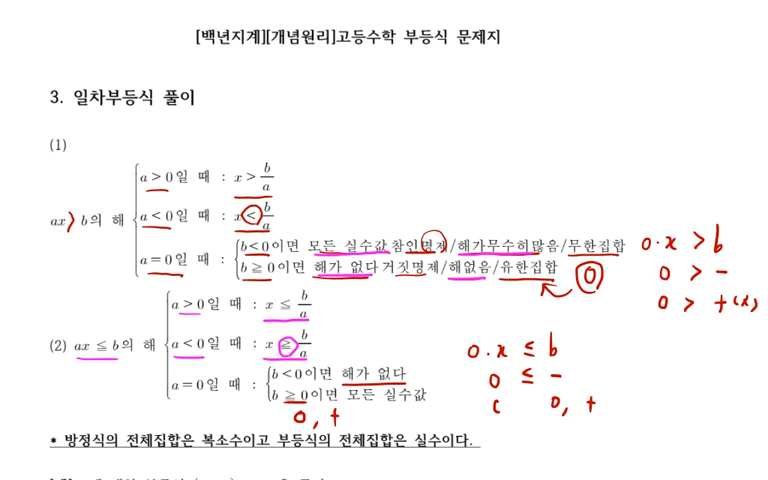 [백년지계][개념원리]고등수학 부등식 문제지
3. 일차부등식 풀이
(1)
ax > b의 해
a > 0일 때 : x > b/a
a < 0일 때 : x < b/a
a = 0일 때 :
b < 0이면 모든 실수값 참인명제/해가무수히많음/무한집합
b ≧ 0이면 해가 없다 거짓명제/해없음/유한집합
0
0·x > b
0 > −
0 > +(x)
(2) ax ≦ b의 해
a > 0일 때 : x ≤ b/a
a < 0일 때 : x ≧ b/a
a = 0일 때 :
b < 0이면 해가 없다
b ≧ 0이면 모든 실수값
0, +
0·x ≤ b
0 ≤ −
0, +
* 방정식의 전체집합은 복소수이고 부등식의 전체집합은 실수이다.